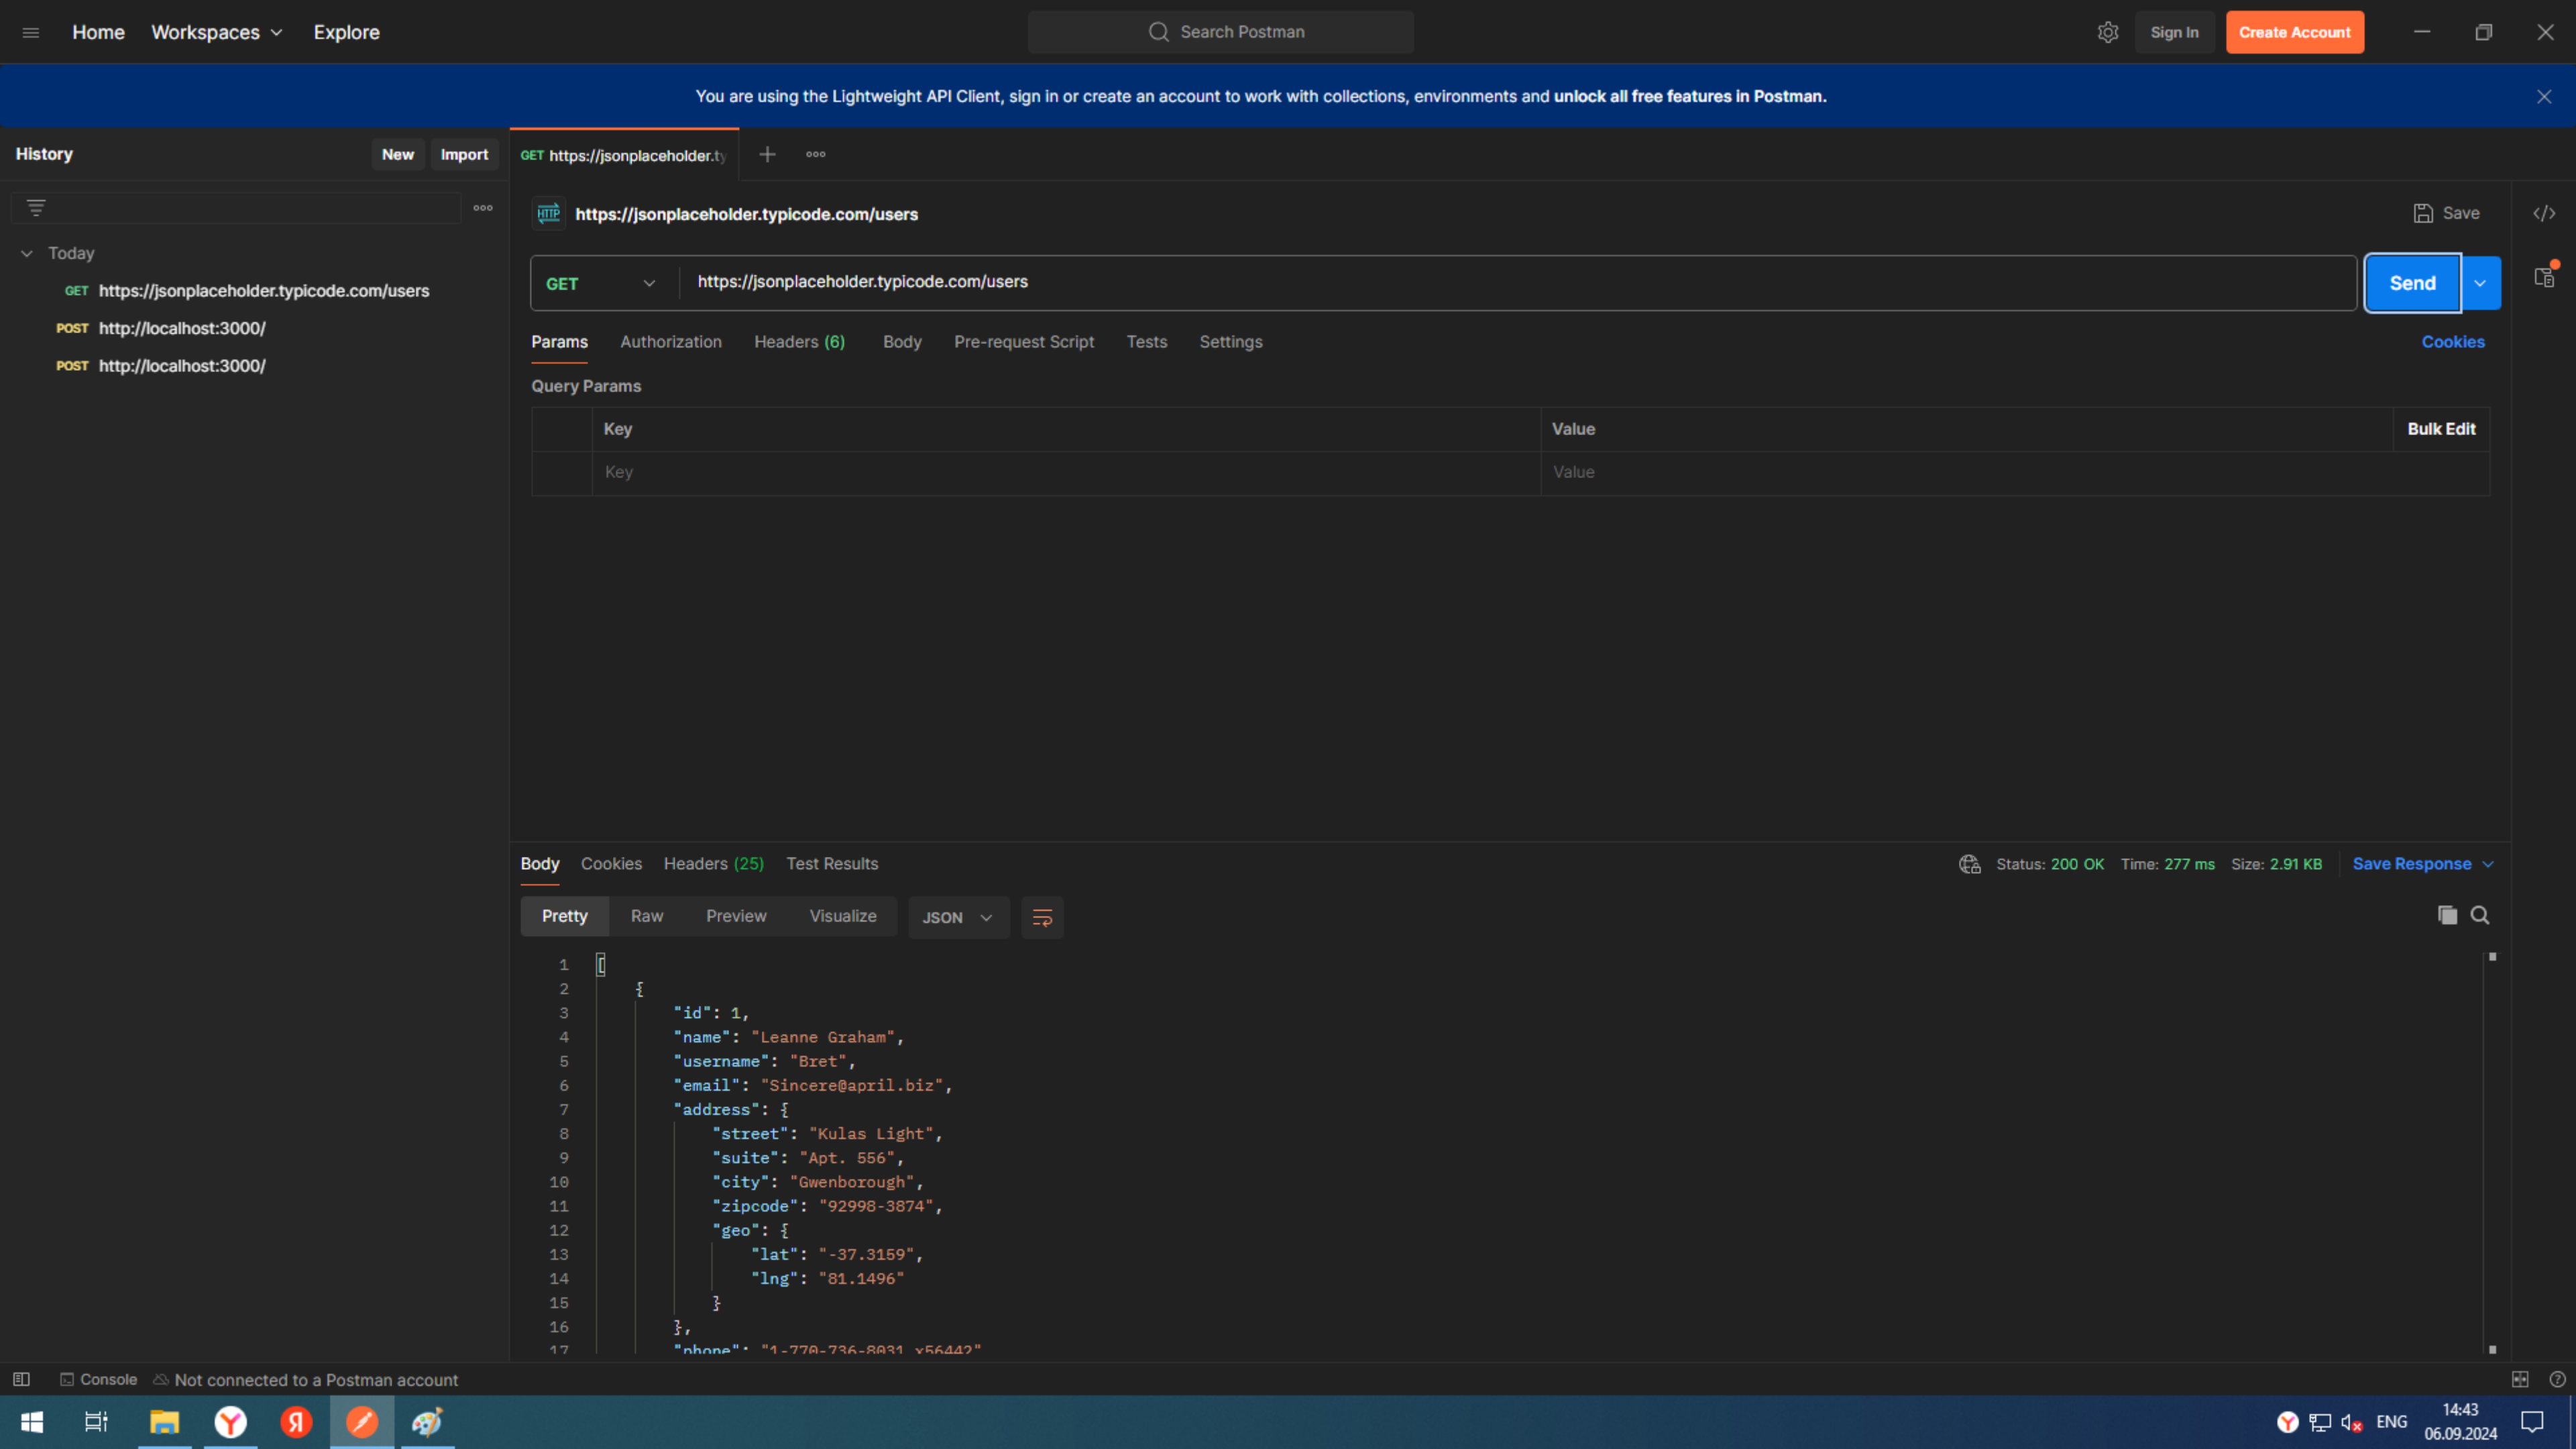 Home Workspaces Explore Search Postman Sign In Create Account
You are using the Lightweight API Client, sign in or create an account to work with collections, environments and unlock all free features in Postman.
History New Import GET https://jsonplaceholder.ty
HTTP https://jsonplaceholder.typicode.com/users Save
Today
GET https://jsonplaceholder.typicode.com/users
POST http://localhost:3000/
POST http://localhost:3000/
GET https://jsonplaceholder.typicode.com/users Send
Params Authorization Headers (6) Body Pre-request Script Tests Settings Cookies
Query Params
Key Value Bulk Edit
Key Value
Body Cookies Headers (25) Test Results Status: 200 OK Time: 277 ms Size: 2.91 KB Save Response
Pretty Raw Preview Visualize JSON
1 [
2 {
3 "id": 1,
4 "name": "Leanne Graham",
5 "username": "Bret",
6 "email": "Sincere@april.biz",
7 "address": {
8 "street": "Kulas Light",
9 "suite": "Apt. 556",
10 "city": "Gwenborough",
11 "zipcode": "92998-3874",
12 "geo": {
13 "lat": "-37.3159",
14 "lng": "81.1496"
15 }
16 },
17 "phone": "1-770-736-8031 x56442"
Console Not connected to a Postman account
Я ENG 14:43
06.09.2024